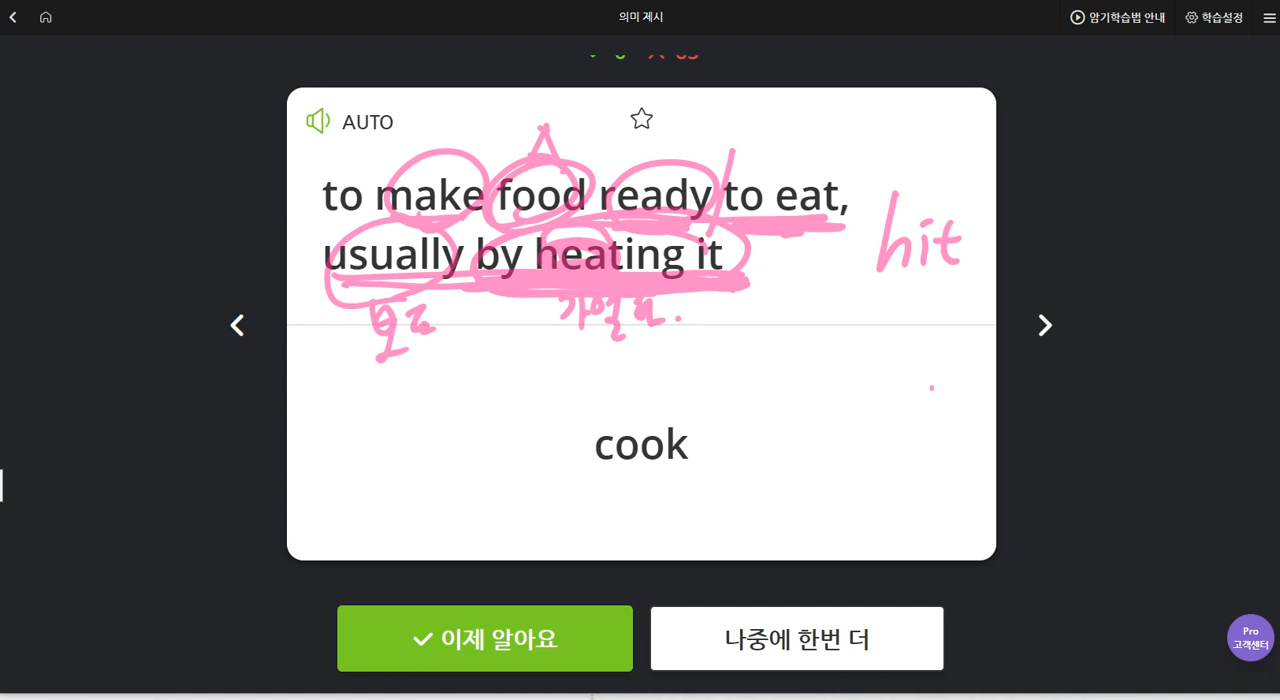 의미 제시
암기학습법 안내
학습설정
AUTO
to make food ready to eat,
usually by heating it
hit
보통
가열한
cook
이제 알아요
나중에 한번 더
Pro
고객센터